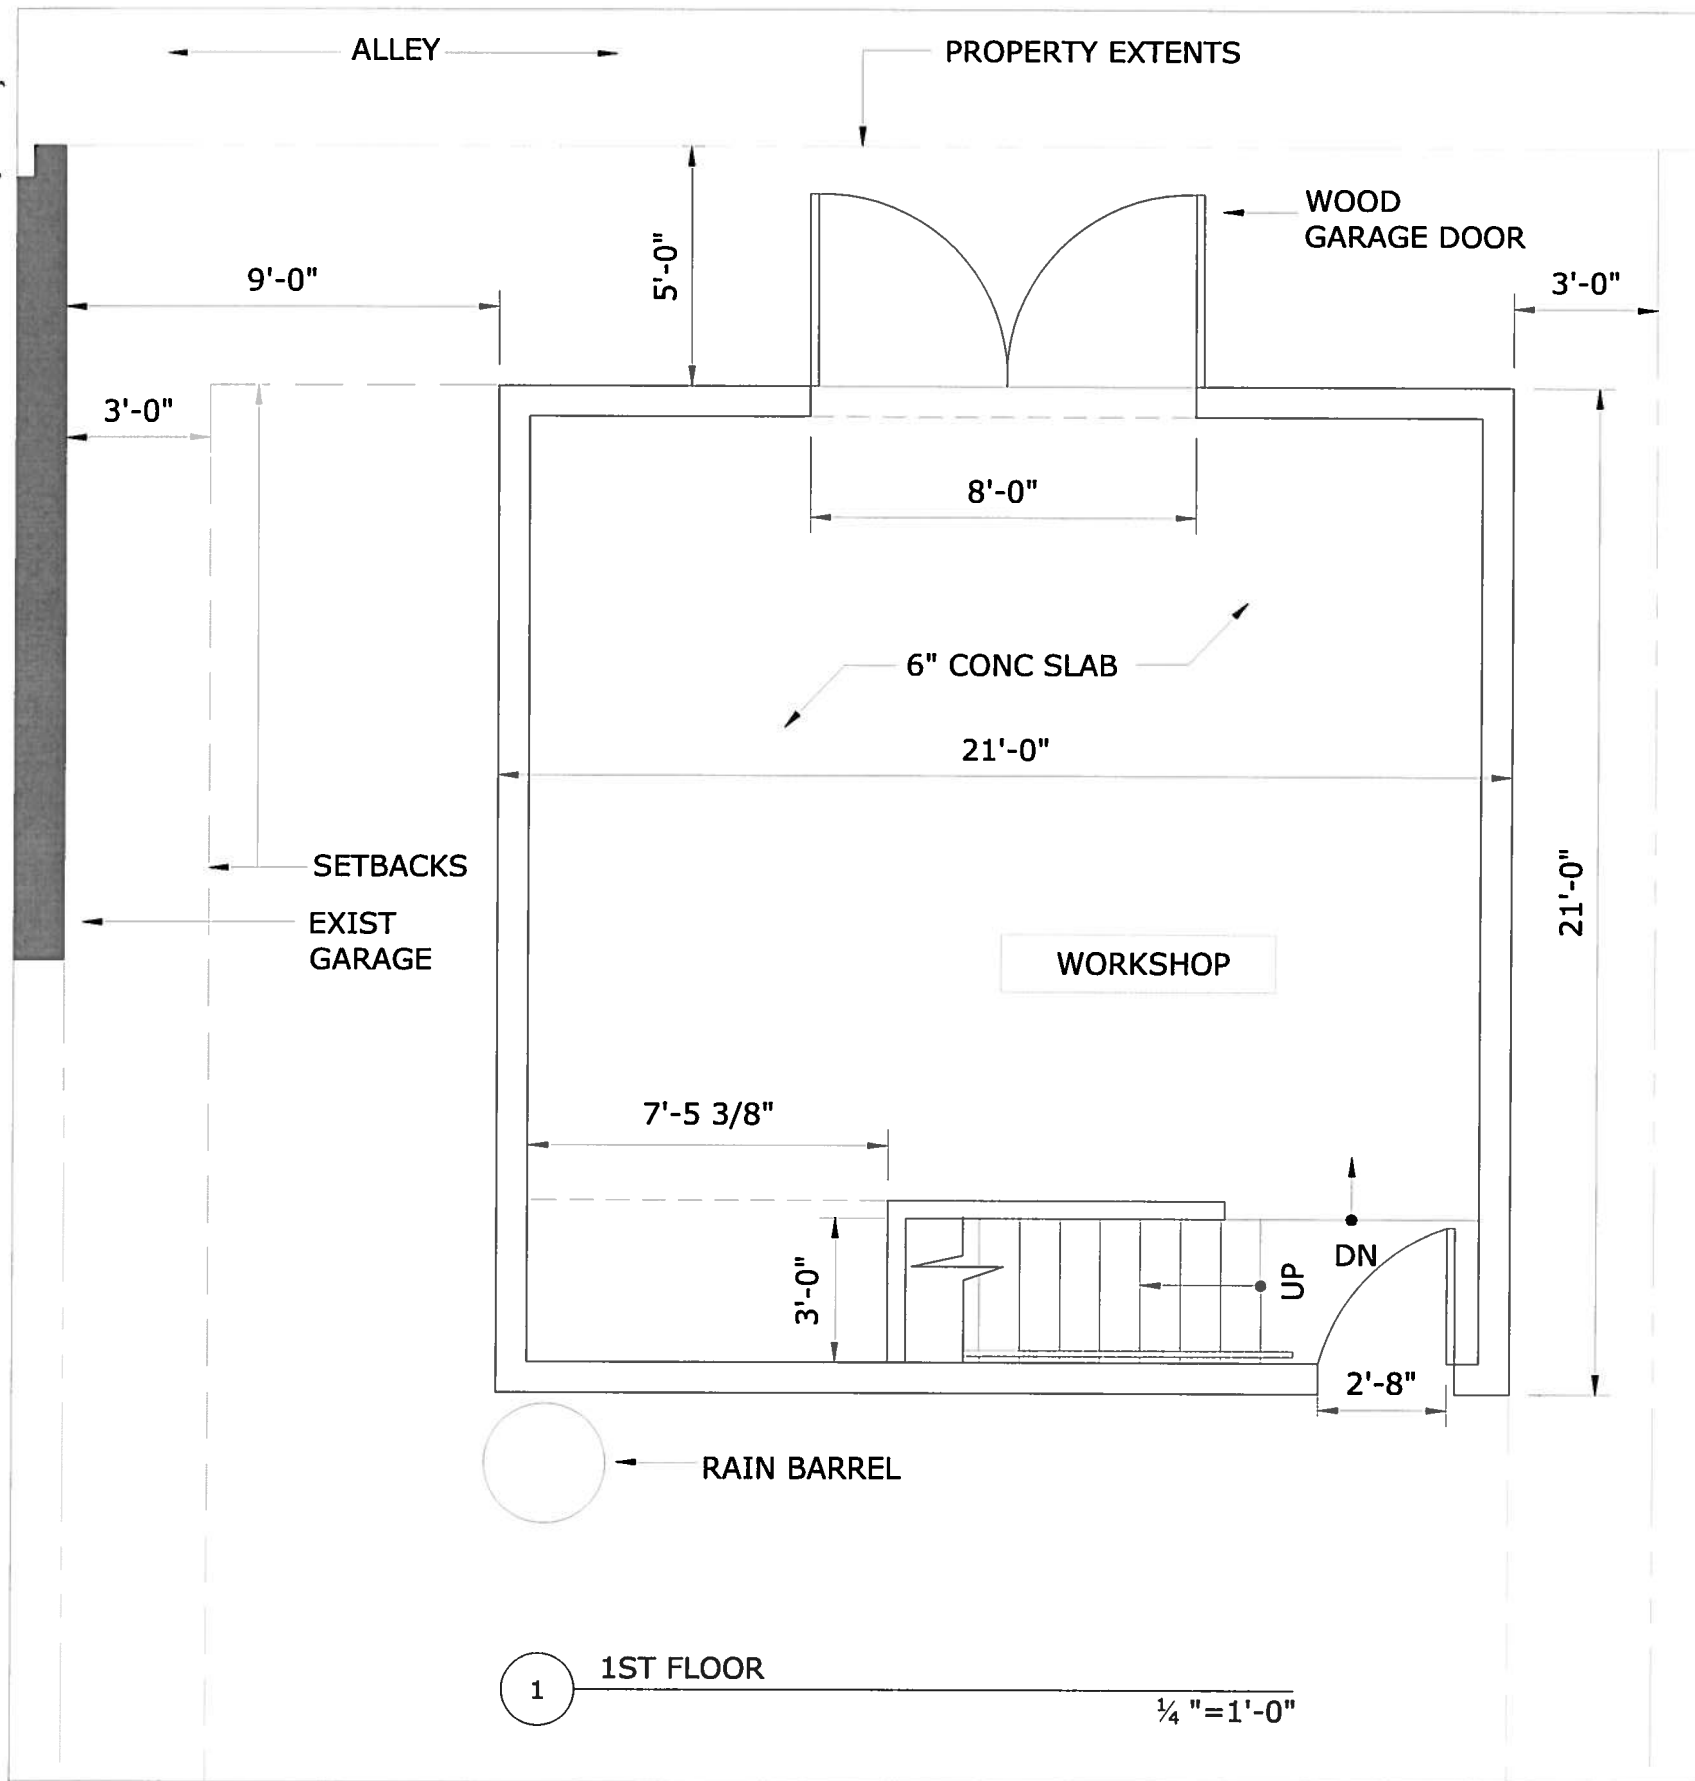 ALLEY
PROPERTY EXTENTS
WOOD
GARAGE DOOR
9'-0"
5'-0"
3'-0"
3'-0"
8'-0"
6" CONC SLAB
21'-0"
SETBACKS
EXIST
GARAGE
21'-0"
WORKSHOP
7'-5 3/8"
3'-0"
UP
DN
2'-8"
RAIN BARREL
1
1ST FLOOR
¼ "=1'-0"